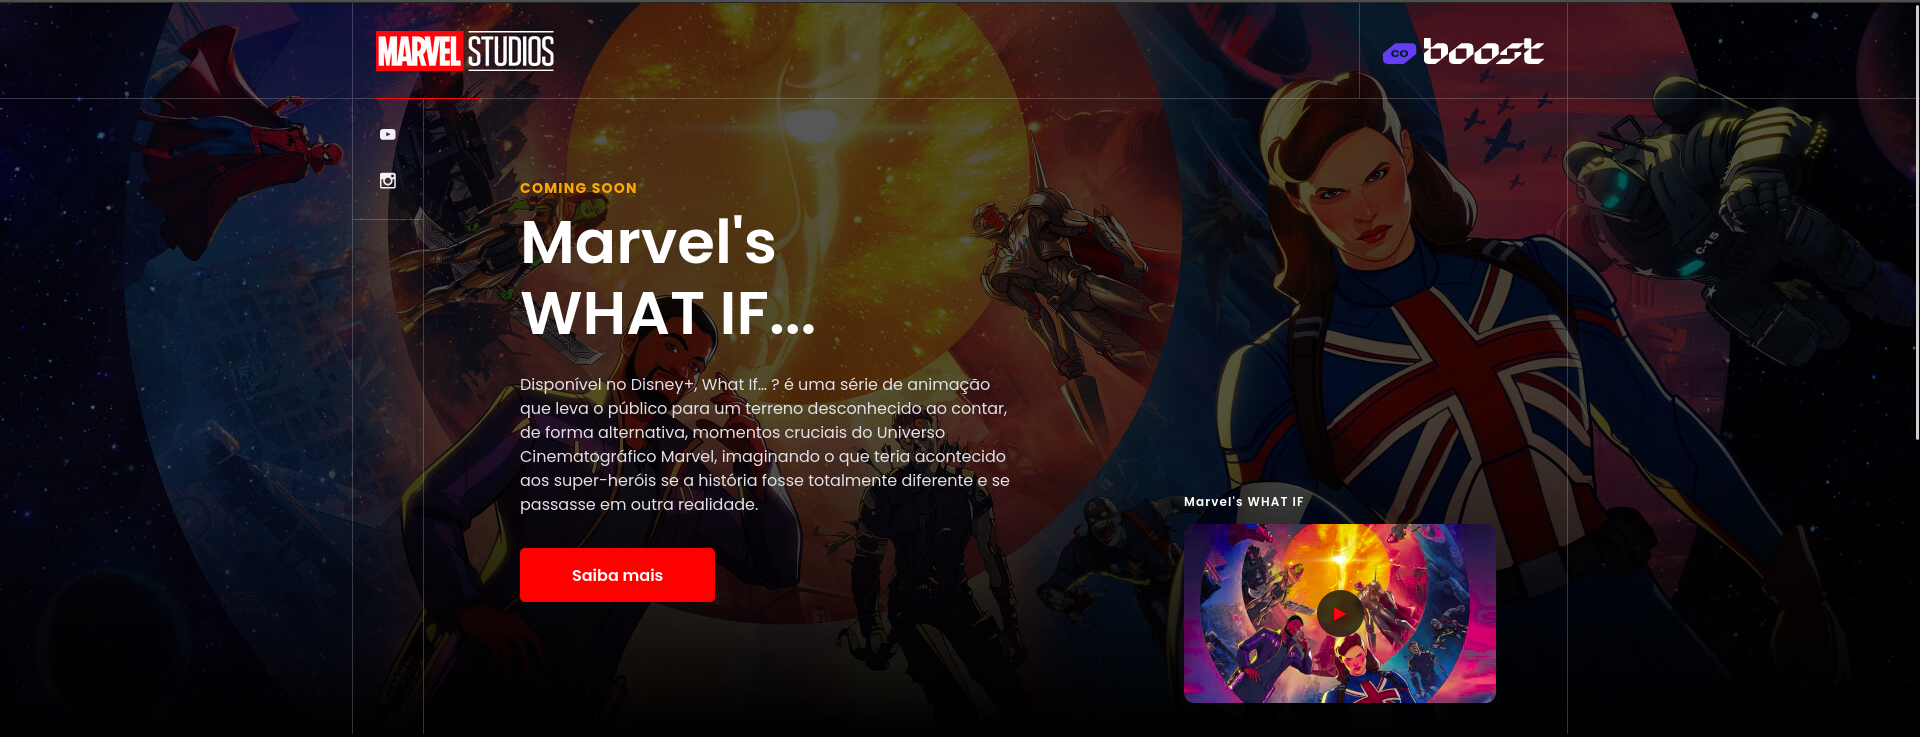 MARVEL STUDIOS
co boost
COMING SOON
Marvel's
WHAT IF...
Disponível no Disney+, What If... ? é uma série de animação
que leva o público para um terreno desconhecido ao contar,
de forma alternativa, momentos cruciais do Universo
Cinematográfico Marvel, imaginando o que teria acontecido
aos super-heróis se a história fosse totalmente diferente e se
passasse em outra realidade.
Saiba mais
Marvel's WHAT IF
C-15